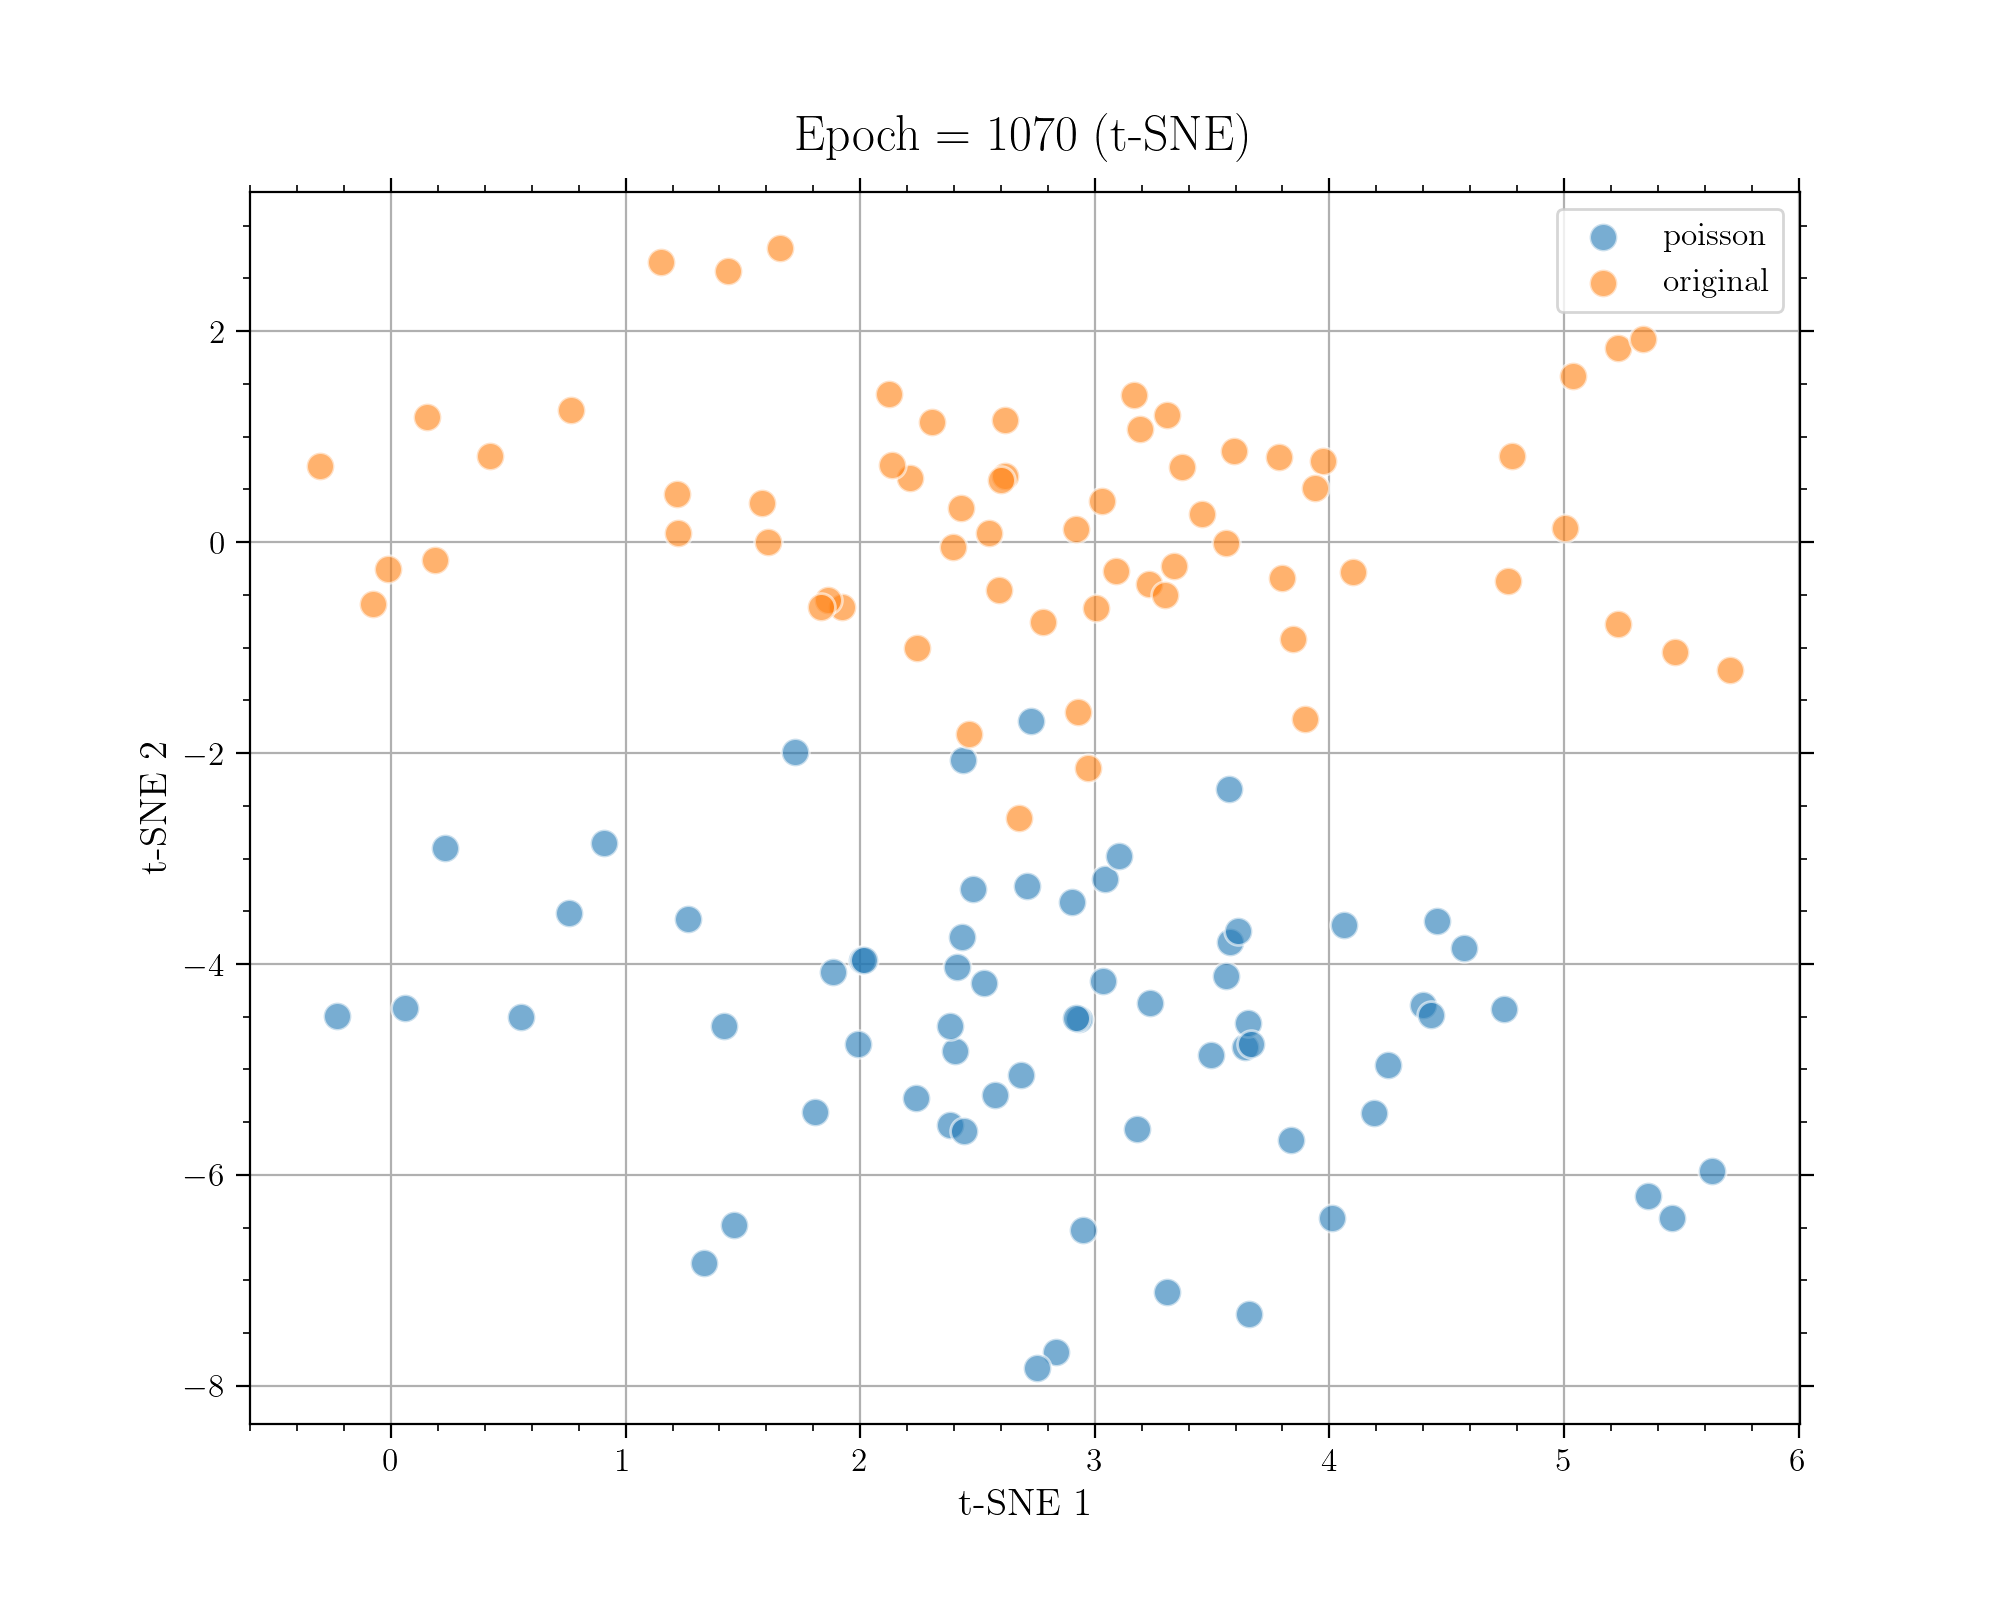 Epoch = 1070 (t-SNE)
poisson
original
2
0
−2
−4
−6
−8
t-SNE 2
0 1 2 3 4 5 6
t-SNE 1